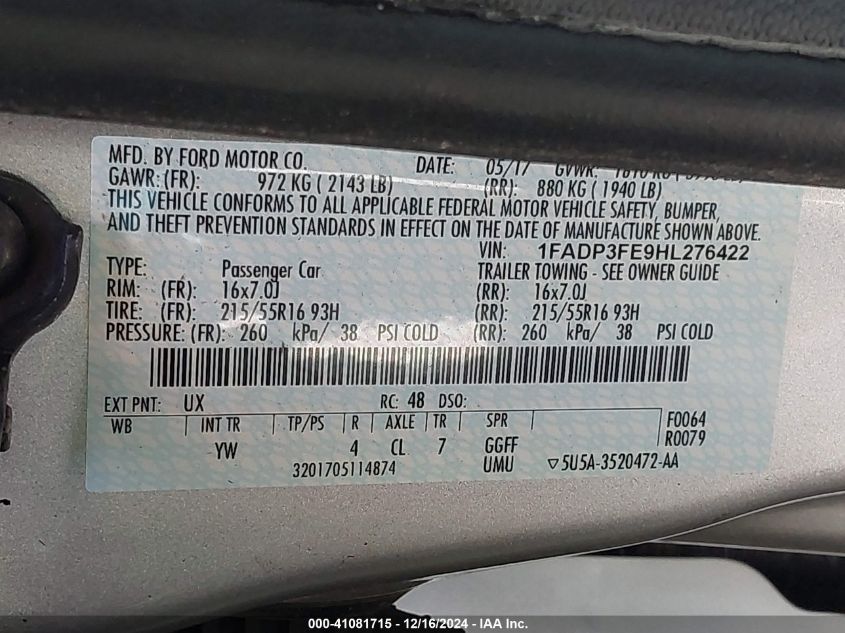 MFD. BY FORD MOTOR CO. DATE: 05/17 GVWR:
GAWR: (FR): 972 KG ( 2143 LB) (RR): 880 KG ( 1940 LB)
THIS VEHICLE CONFORMS TO ALL APPLICABLE FEDERAL MOTOR VEHICLE SAFETY, BUMPER,
AND THEFT PREVENTION STANDARDS IN EFFECT ON THE DATE OF MANUFACTURE SHOWN ABOVE.
VIN: 1FADP3FE9HL276422
TYPE: Passenger Car TRAILER TOWING - SEE OWNER GUIDE
RIM: (FR): 16x7.0J (RR): 16x7.0J
TIRE: (FR): 215/55R16 93H (RR): 215/55R16 93H
PRESSURE: (FR): 260 kPa/ 38 PSI COLD (RR): 260 kPa/ 38 PSI COLD
EXT PNT: UX RC: 48 DSO:
WB INT TR TP/PS R AXLE TR SPR F0064
YW 4 CL 7 GGFF R0079
3201705114874 UMU ▽5U5A-3520472-AA
000-41081715 - 12/16/2024 - IAA Inc.